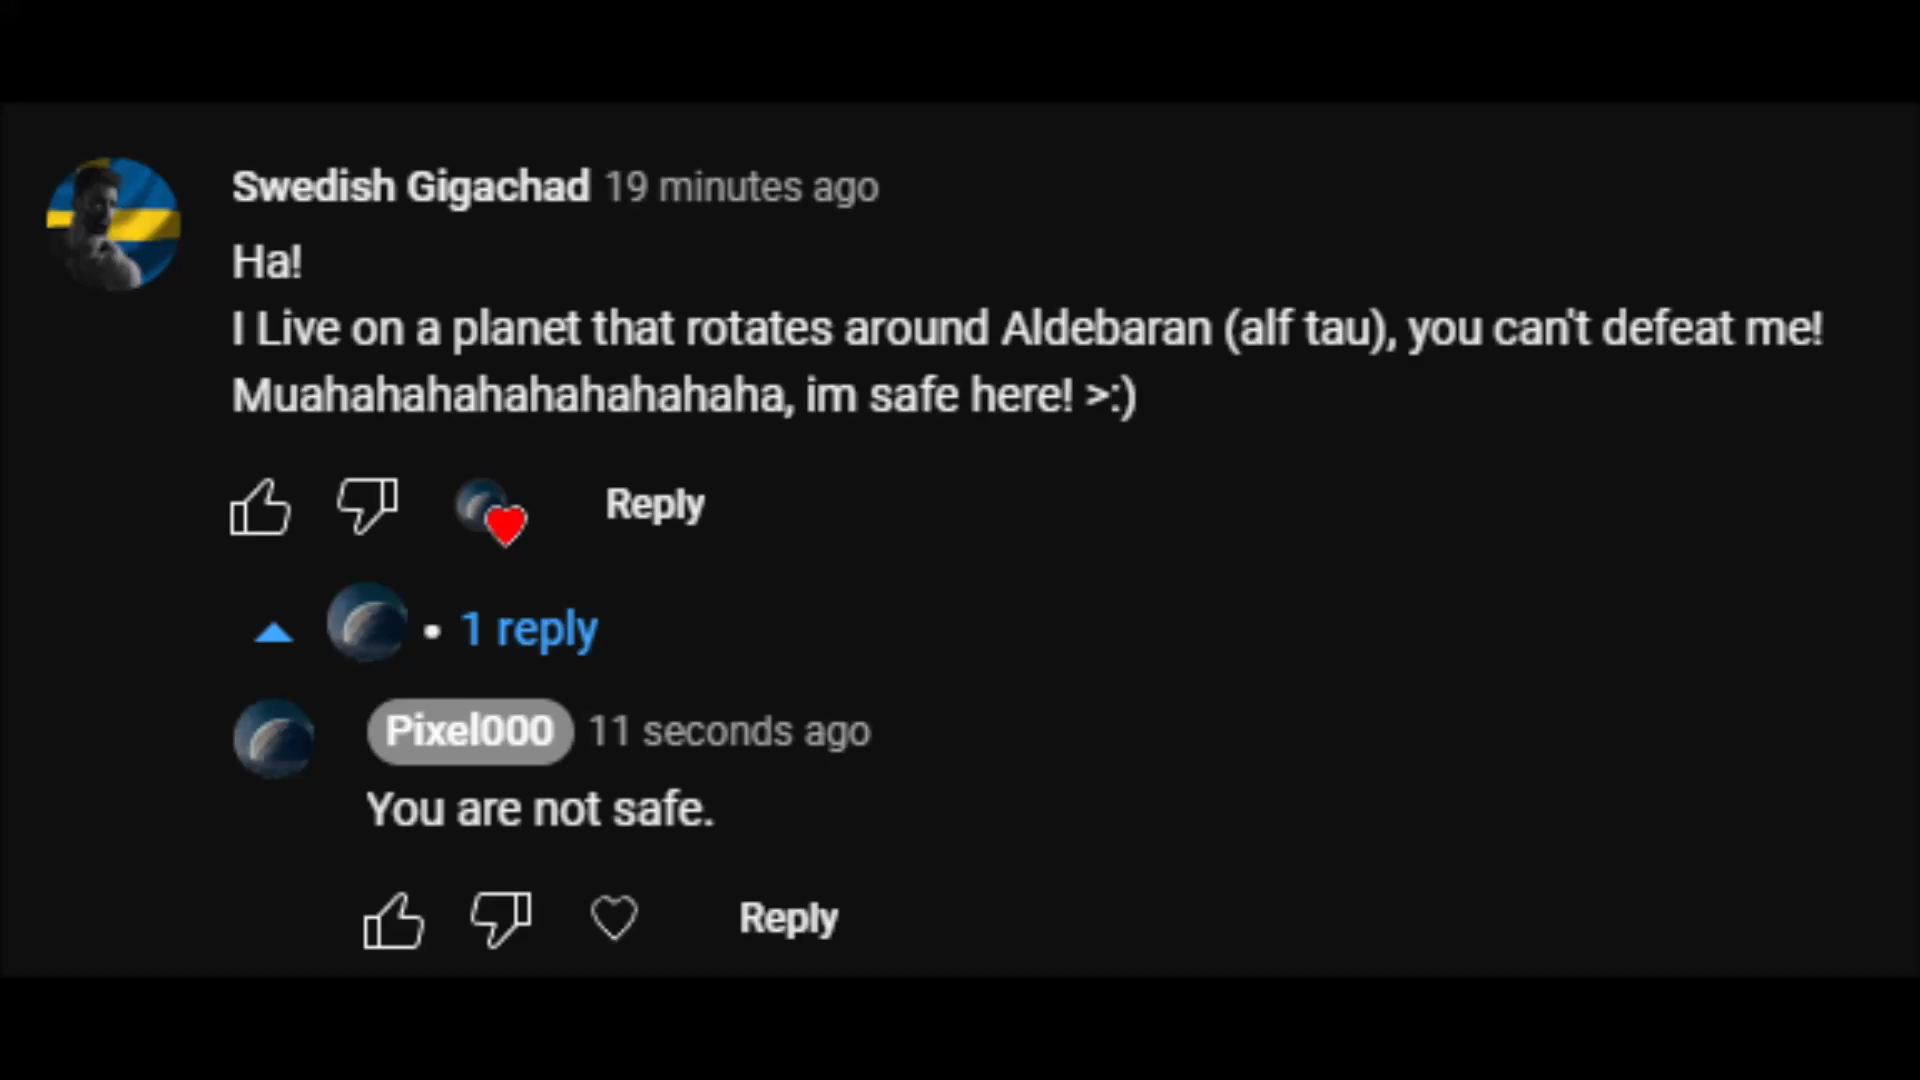 Swedish Gigachad 19 minutes ago
Ha!
I Live on a planet that rotates around Aldebaran (alf tau), you can't defeat me!
Muahahahahahahahahaha, im safe here! >:)
Reply
• 1 reply
Pixel000 11 seconds ago
You are not safe.
Reply